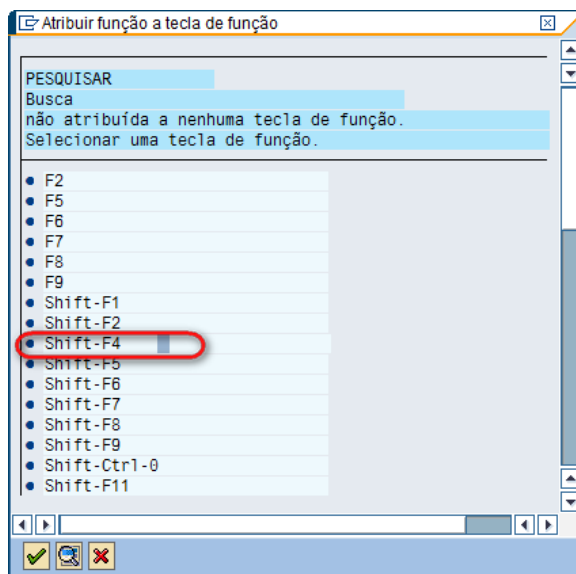 Atribuir função a tecla de função
PESQUISAR
Busca
não atribuída a nenhuma tecla de função.
Selecionar uma tecla de função.
F2
F5
F6
F7
F8
F9
Shift-F1
Shift-F2
Shift-F4
Shift-F5
Shift-F6
Shift-F7
Shift-F8
Shift-F9
Shift-Ctrl-0
Shift-F11